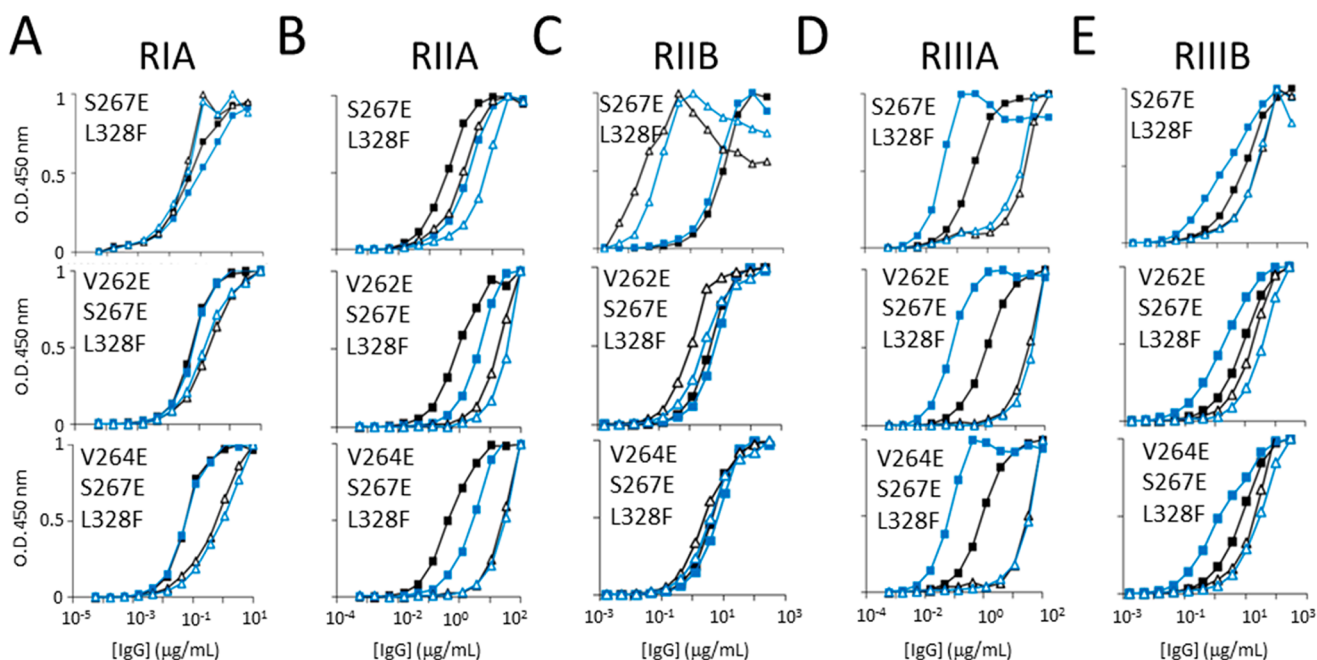 A B C D E
RIA RIIA RIIB RIIIA RIIIB
S267E S267E S267E S267E S267E
L328F L328F L328F L328F L328F
O.D.450 nm
1
0.5
0
V262E V262E V262E V262E V262E
S267E S267E S267E S267E S267E
L328F L328F L328F L328F L328F
O.D.450 nm
1
0.5
0
V264E V264E V264E V264E V264E
S267E S267E S267E S267E S267E
L328F L328F L328F L328F L328F
O.D.450 nm
1
0.5
0
10⁻⁵ 10⁻³ 10⁻¹ 10¹ 10⁻⁴ 10⁻² 10⁰ 10² 10⁻³ 10⁻¹ 10¹ 10³ 10⁻⁴ 10⁻² 10⁰ 10² 10⁻³ 10⁻¹ 10¹ 10³
[IgG] (µg/mL) [IgG] (µg/mL) [IgG] (µg/mL) [IgG] (µg/mL) [IgG] (µg/mL)